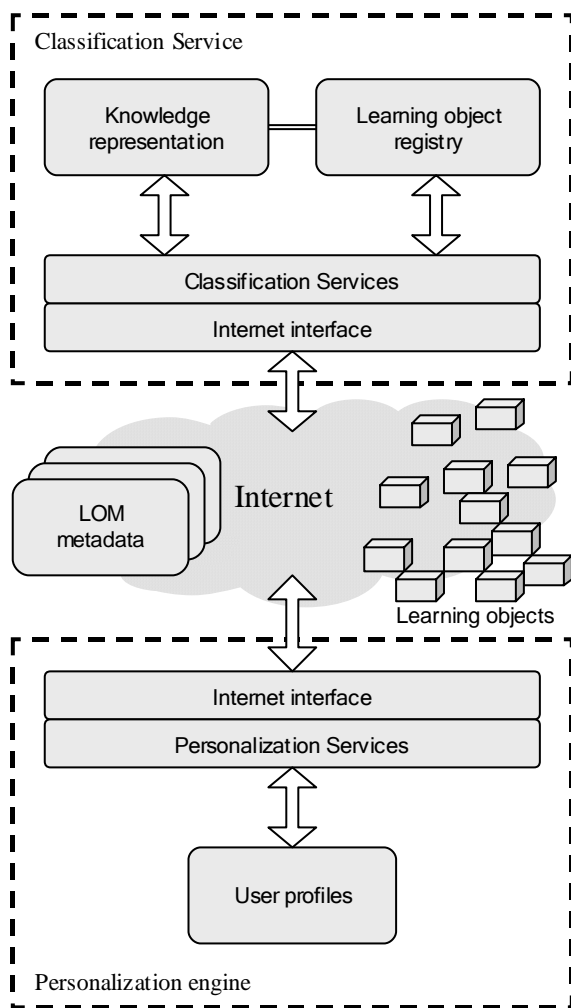 Classification Service
Knowledge
representation
Learning object
registry
Classification Services
Internet interface
Internet
LOM
metadata
Learning objects
Internet interface
Personalization Services
User profiles
Personalization engine